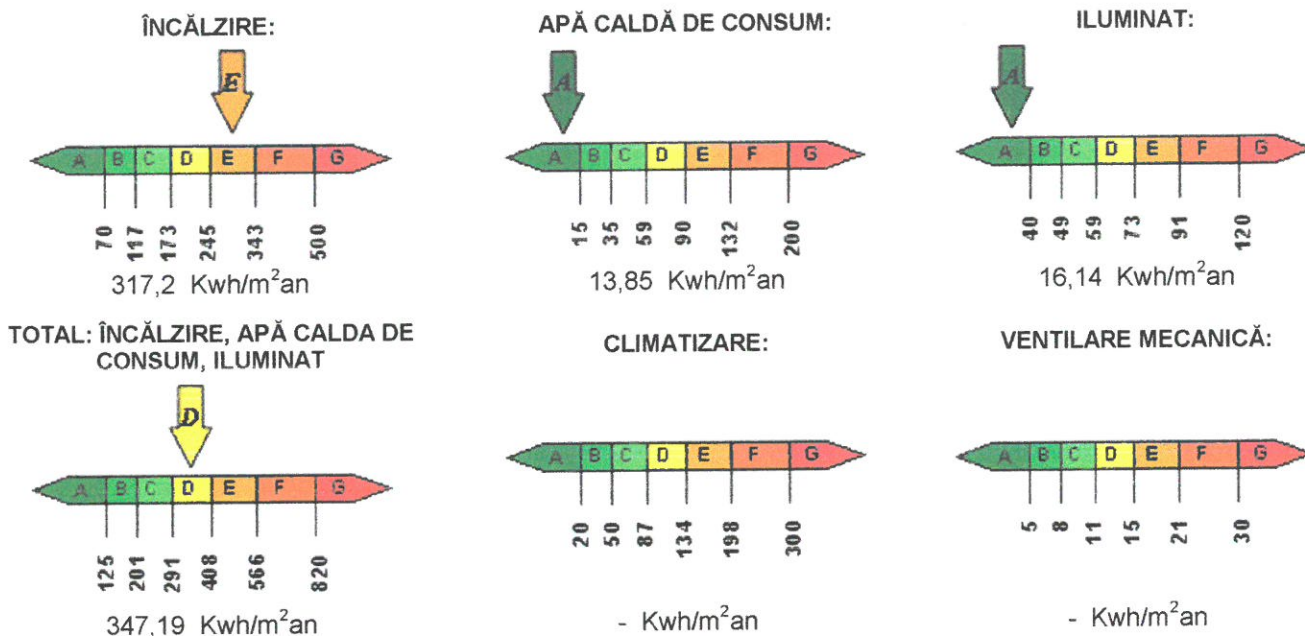 ÎNCĂLZIRE:
E
A B C D E F G
70 117 173 245 343 500
317,2 Kwh/m²an
APĂ CALDĂ DE CONSUM:
A
A B C D E F G
15 35 59 90 132 200
13,85 Kwh/m²an
ILUMINAT:
A
A B C D E F G
40 49 59 73 91 120
16,14 Kwh/m²an
TOTAL: ÎNCĂLZIRE, APĂ CALDA DE
CONSUM, ILUMINAT
D
A B C D E F G
125 201 291 408 566 820
347,19 Kwh/m²an
CLIMATIZARE:
A B C D E F G
20 50 87 134 198 300
- Kwh/m²an
VENTILARE MECANICĂ:
A B C D E F G
5 8 11 15 21 30
- Kwh/m²an